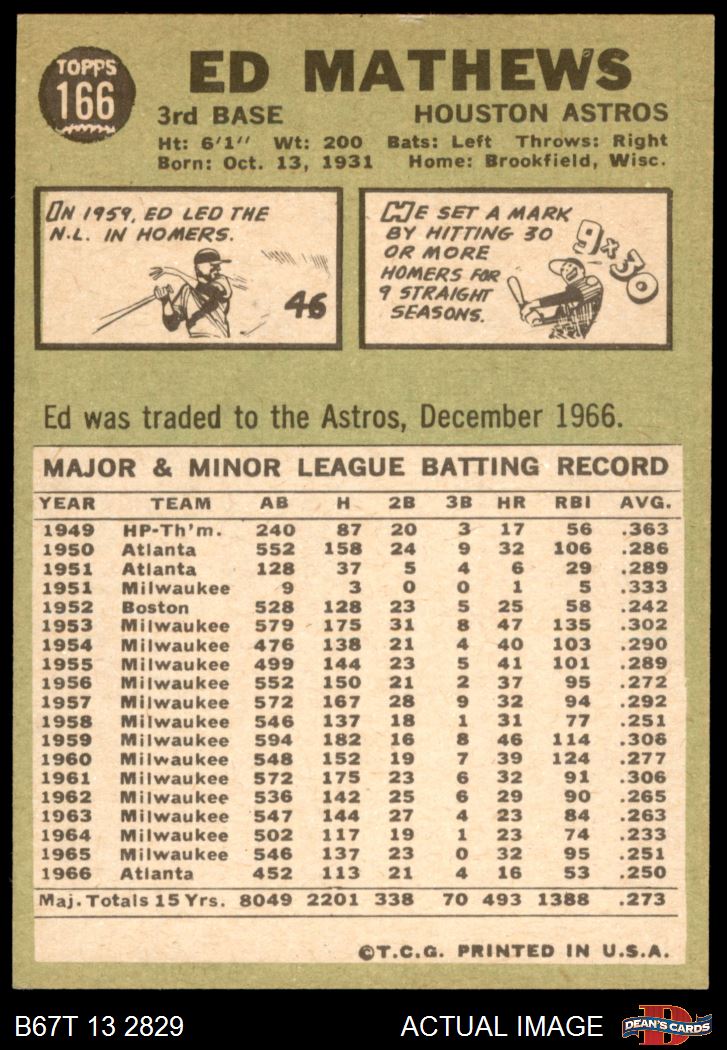 TOPPS
166
ED MATHEWS
3rd BASE HOUSTON ASTROS
Ht: 6'1" Wt: 200 Bats: Left Throws: Right
Born: Oct. 13, 1931 Home: Brookfield, Wisc.
IN 1959, ED LED THE
N.L. IN HOMERS.
46
HE SET A MARK
BY HITTING 30
OR MORE
HOMERS FOR
9 STRAIGHT
SEASONS.
9x30
Ed was traded to the Astros, December 1966.
MAJOR & MINOR LEAGUE BATTING RECORD
YEAR TEAM AB H 2B 3B HR RBI AVG.
1949 HP-Th'm. 240 87 20 3 17 56 .363
1950 Atlanta 552 158 24 9 32 106 .286
1951 Atlanta 128 37 5 4 6 29 .289
1951 Milwaukee 9 3 0 0 1 5 .333
1952 Boston 528 128 23 5 25 58 .242
1953 Milwaukee 579 175 31 8 47 135 .302
1954 Milwaukee 476 138 21 4 40 103 .290
1955 Milwaukee 499 144 23 5 41 101 .289
1956 Milwaukee 552 150 21 2 37 95 .272
1957 Milwaukee 572 167 28 9 32 94 .292
1958 Milwaukee 546 137 18 1 31 77 .251
1959 Milwaukee 594 182 16 8 46 114 .306
1960 Milwaukee 548 152 19 7 39 124 .277
1961 Milwaukee 572 175 23 6 32 91 .306
1962 Milwaukee 536 142 25 6 29 90 .265
1963 Milwaukee 547 144 27 4 23 84 .263
1964 Milwaukee 502 117 19 1 23 74 .233
1965 Milwaukee 546 137 23 0 32 95 .251
1966 Atlanta 452 113 21 4 16 53 .250
Maj. Totals 15 Yrs. 8049 2201 338 70 493 1388 .273
©T.C.G. PRINTED IN U.S.A.
B67T 13 2829 ACTUAL IMAGE
D
DEAN'S CARDS